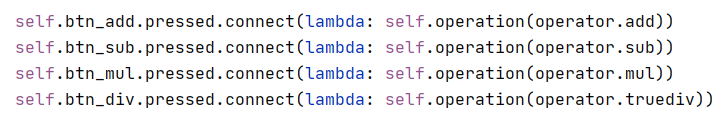 self.btn_add.pressed.connect(lambda: self.operation(operator.add))
self.btn_sub.pressed.connect(lambda: self.operation(operator.sub))
self.btn_mul.pressed.connect(lambda: self.operation(operator.mul))
self.btn_div.pressed.connect(lambda: self.operation(operator.truediv))